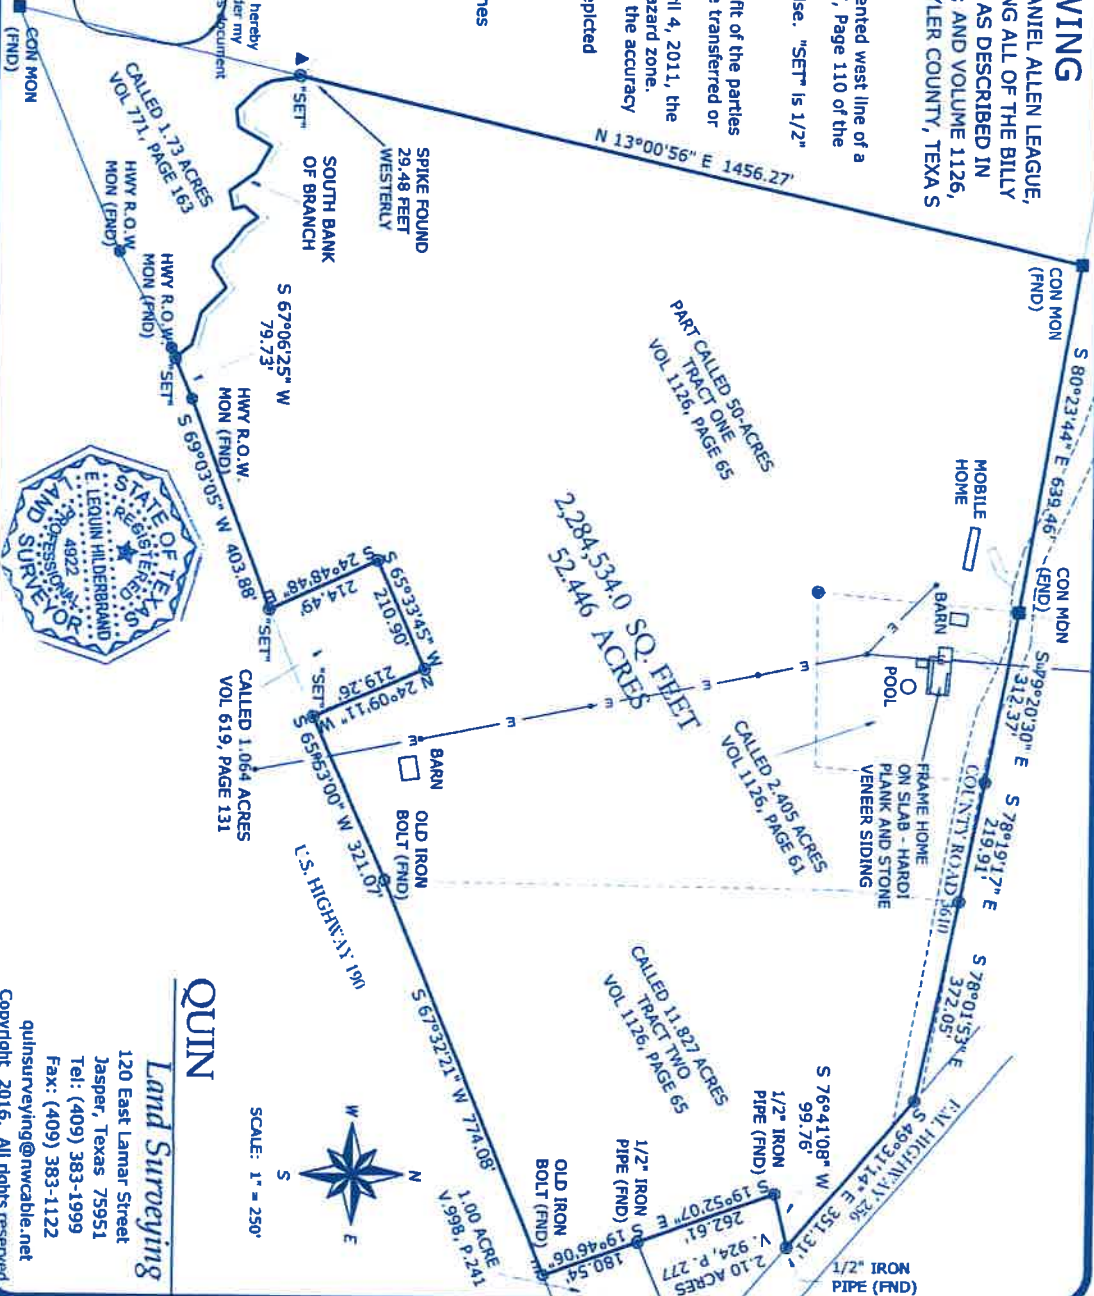 VING
ANIEL ALLEN LEAGUE,
NG ALL OF THE BILLY
AS DESCRIBED IN
AND VOLUME 1126,
YLER COUNTY, TEXA S
ented west line of a
, Page 110 of the
lse. "SET" is 1/2"
fit of the parties
e transferred or
il 4, 2011, the
azard zone.
the accuracy
epicted
nes
hereby
der my
s document
CON MON
(FND)
CALLED 1.73 ACRES
VOL 771, PAGE 163
HWY R.O.W.
MON (FND)
HWY R.O.W.
MON (FND)
"SET"
SOUTH BANK
OF BRANCH
SPIKE FOUND
29.48 FEET
WESTERLY
"SET"
N 13°00'56" E 1456.27'
CON MON
(FND)
S 80°23'44" E 639.46'
CON MON
(FND)
S 79°20'30" E
312.37'
S 78°19'17" E
219.91'
COUNTY ROAD 3610
S 78°01'53" E
372.05'
F.M. HIGHWAY 256
S 49°31'14" E 351.31'
1/2" IRON
PIPE (FND)
S 76°41'08" W
99.76'
1/2" IRON
PIPE (FND)
S 19°52'07" E
262.61'
2.10 ACRES
V. 924, P. 277
1/2" IRON
PIPE (FND)
S 19°46'06"
180.54'
OLD IRON
BOLT (FND)
1.00 ACRE
V.998, P.241
S 67°32'21" W 774.08'
OLD IRON
BOLT (FND)
U.S. HIGHWAY 190
S 65°53'00" W 321.07'
"SET"
N 24°09'11" W
219.26'
S 65°33'45" W
210.90'
S 24°48'48" E
214.49'
"SET"
CALLED 1.064 ACRES
VOL 619, PAGE 131
S 69°03'05" W 403.88'
HWY R.O.W.
MON (FND)
S 67°06'25" W
79.73'
PART CALLED 50-ACRES
TRACT ONE
VOL 1126, PAGE 65
2,284,534.0 SQ. FEET
52.446 ACRES
MOBILE
HOME
BARN
POOL
FRAME HOME
ON SLAB - HARDI
PLANK AND STONE
VENEER SIDING
CALLED 2.405 ACRES
VOL 1126, PAGE 61
BARN
E
E
E
E
E
E
CALLED 11.827 ACRES
TRACT TWO
VOL 1126, PAGE 65
STATE OF TEXAS
REGISTERED
E. LEQUIN HILDERBRAND
4922
PROFESSIONAL
LAND SURVEYOR
N
W E
S
SCALE: 1" = 250'
QUIN
Land Surveying
120 East Lamar Street
Jasper, Texas 75951
Tel: (409) 383-1999
Fax: (409) 383-1122
quinsurveying@nwcable.net
Copyright 2016. All rights reserved